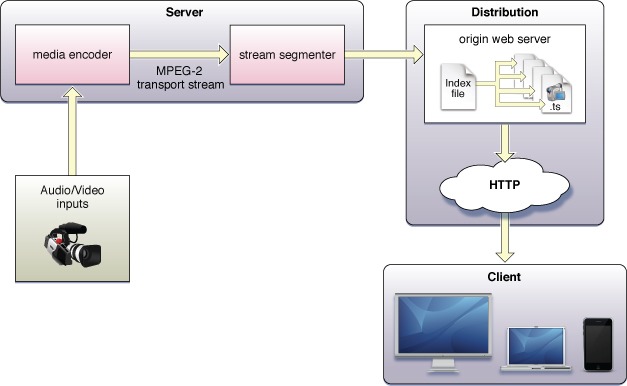 Server
media encoder
MPEG-2
transport stream
stream segmenter
Audio/Video
inputs
Distribution
origin web server
Index
file
.ts
HTTP
Client